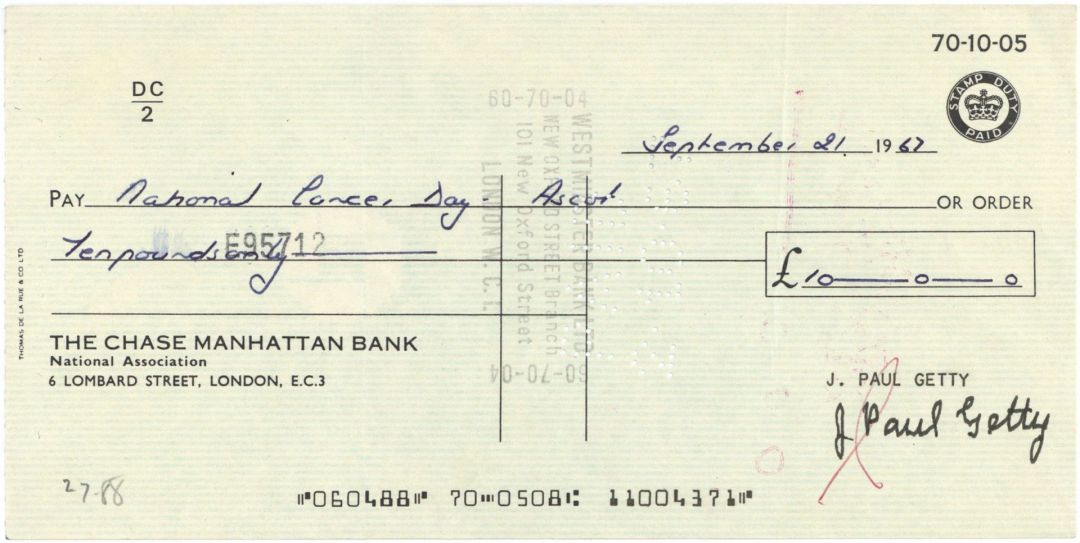 70-10-05
DC
2
STAMP DUTY PAID
September 21 1967
PAY National Cancer Day Ascot OR ORDER
Ten pounds only
E95712
£10—0—0
THE CHASE MANHATTAN BANK
National Association
6 LOMBARD STREET, LONDON, E.C.3
THOMAS DE LA RUE & CO LTD
60-70-04
WESTMINSTER BANK LTD
NEW OXFORD STREET Branch
101 New Oxford Street
LONDON W.C.1.
60-70-04
J. PAUL GETTY
J Paul Getty
27-88
⑈060488⑈ 70⑉0508⑆ 11004371⑈